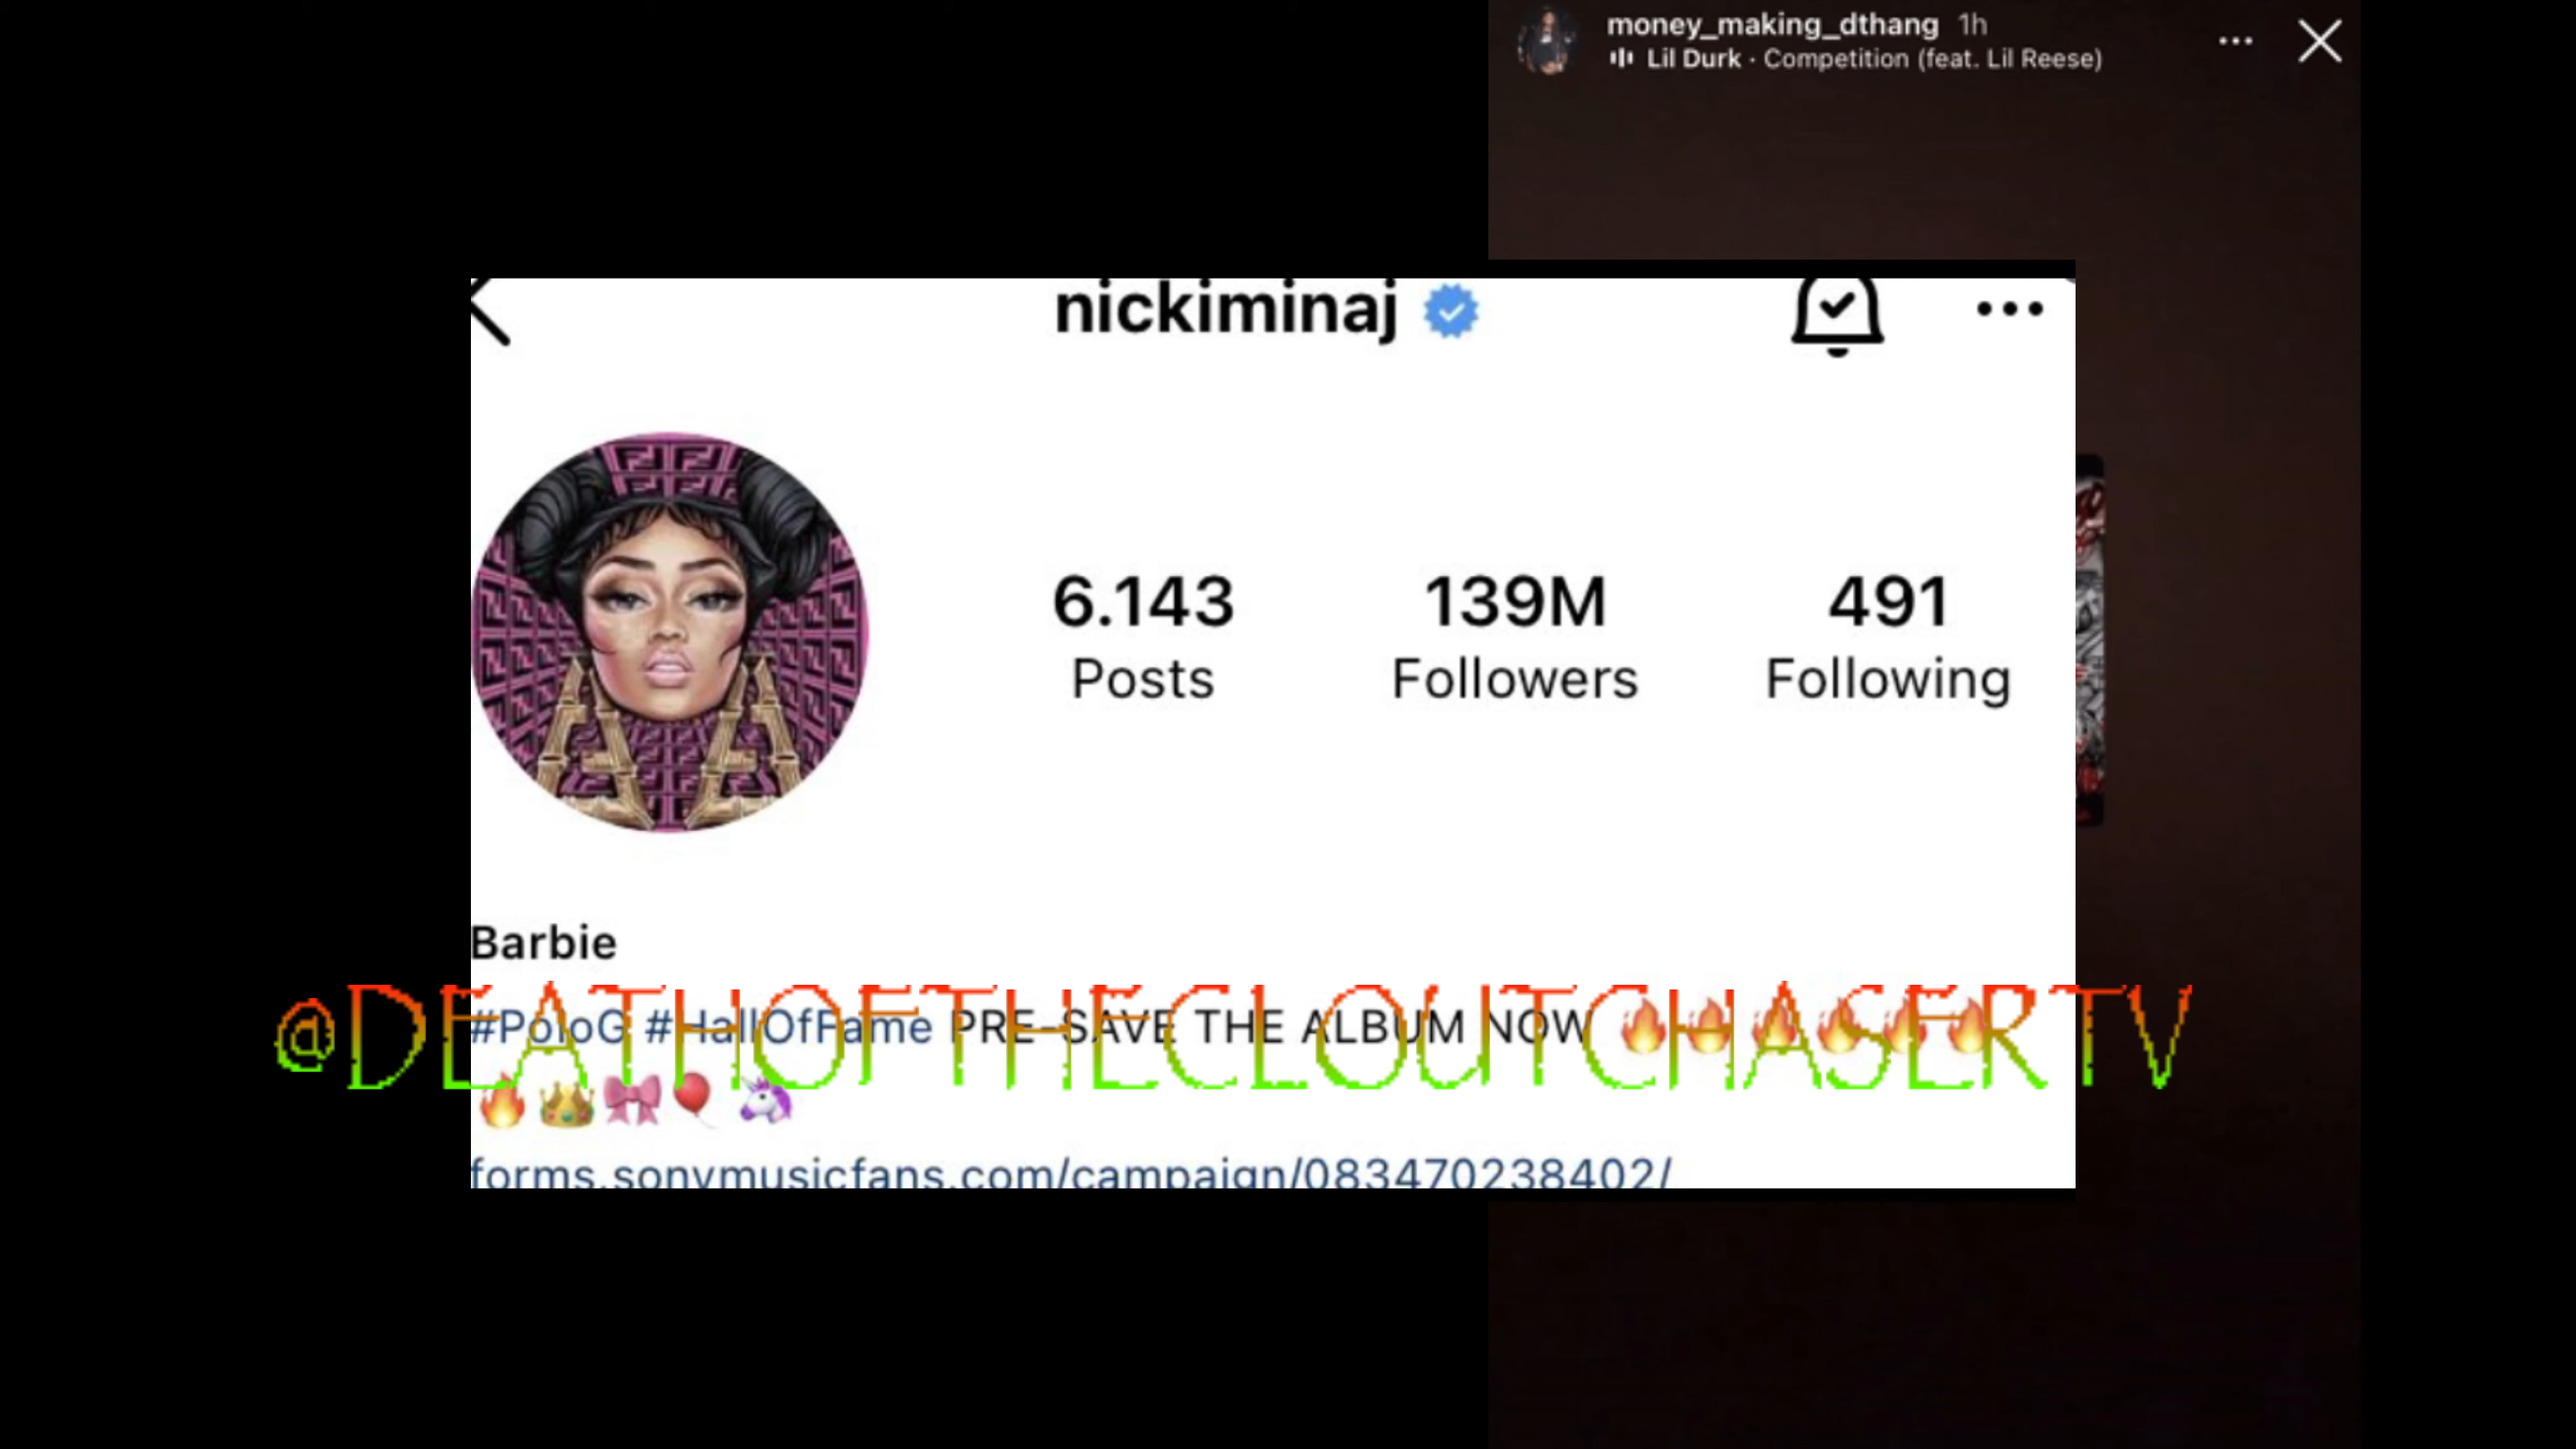 money_making_dthang 1h
Lil Durk · Competition (feat. Lil Reese)
nickiminaj
6.143 139M 491
Posts Followers Following
Barbie
#PoloG #HallOfFame PRE-SAVE THE ALBUM NOW 🔥🔥🔥🔥🔥🔥
@DEATHOFTHECLOUTCHASERTV
🔥👑🎀🎈🦄
forms.sonymusicfans.com/campaign/083470238402/